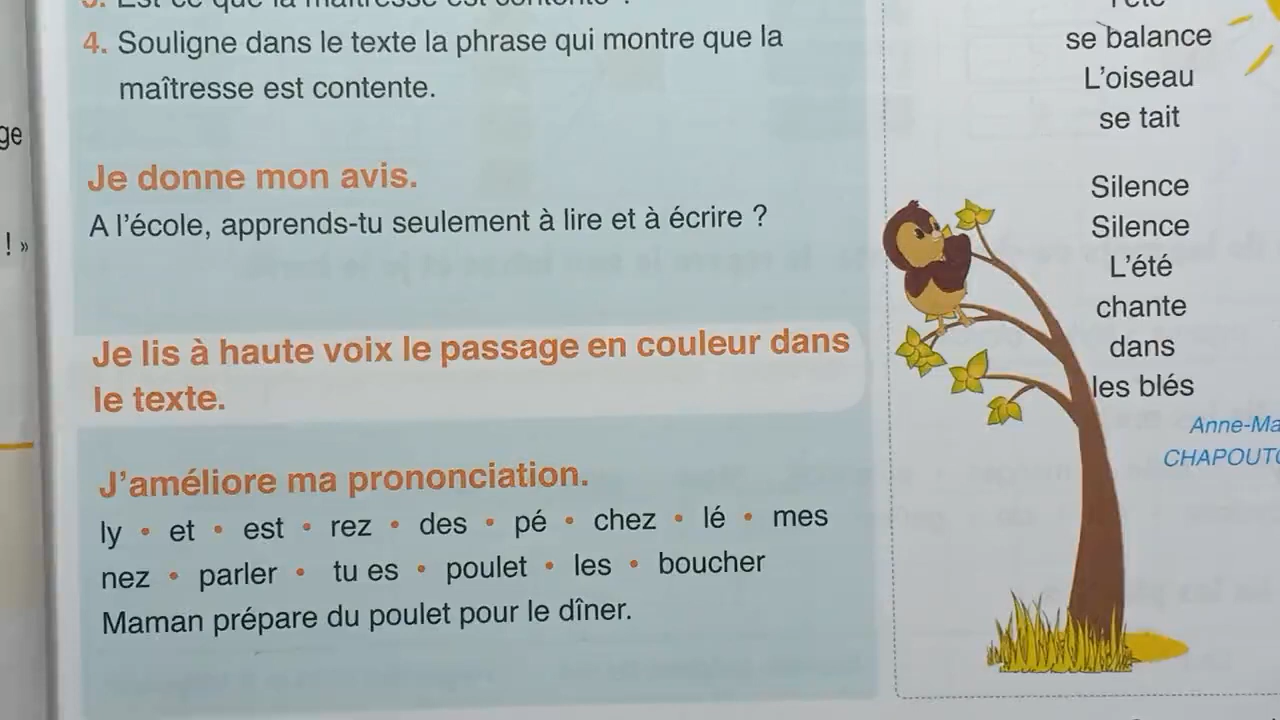 4. Souligne dans le texte la phrase qui montre que la
maîtresse est contente.
Je donne mon avis.
A l'école, apprends-tu seulement à lire et à écrire ?
Je lis à haute voix le passage en couleur dans
le texte.
J'améliore ma prononciation.
ly • et • est • rez • des • pé • chez • lé • mes
nez • parler • tu es • poulet • les • boucher
Maman prépare du poulet pour le dîner.
se balance
L'oiseau
se tait
Silence
Silence
L'été
chante
dans
les blés
! »